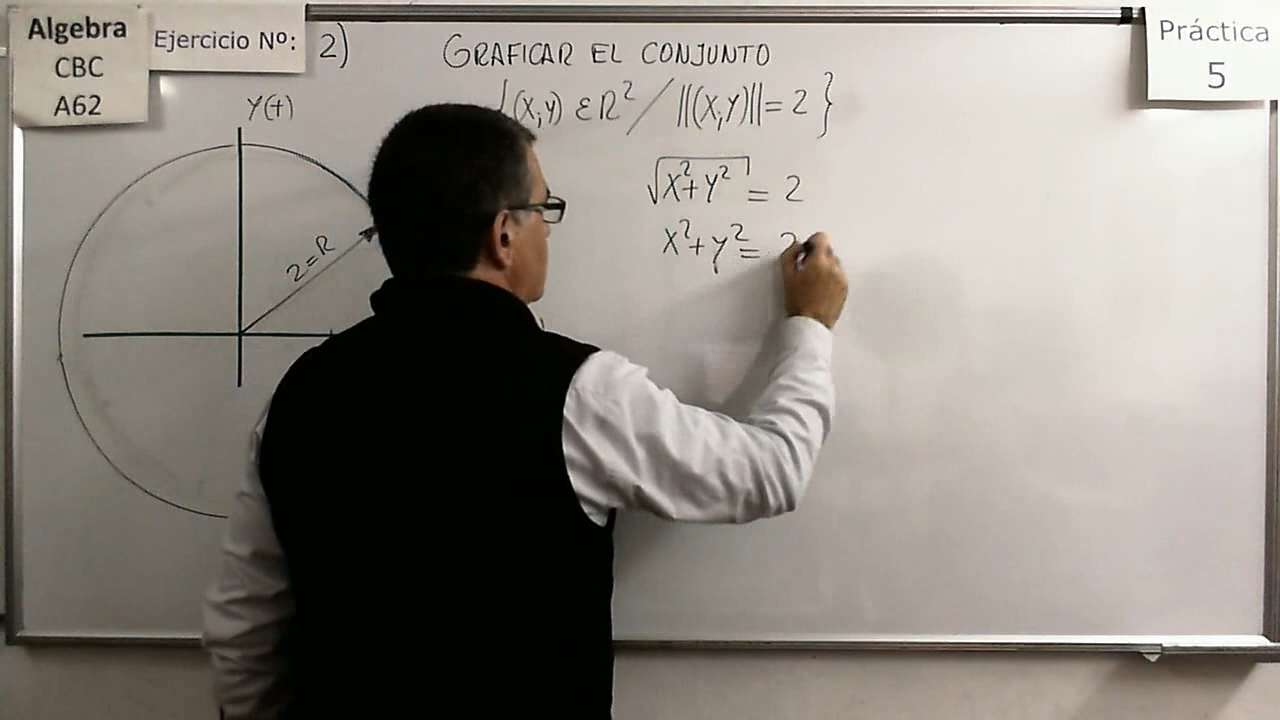 Algebra
CBC
A62
Ejercicio Nº: 2)
GRAFICAR EL CONJUNTO
Práctica
5
{(X,Y) ∈ R² / ||(X,Y)|| = 2 }
Y(t)
√X²+Y² = 2
X²+Y² = 2
2=R